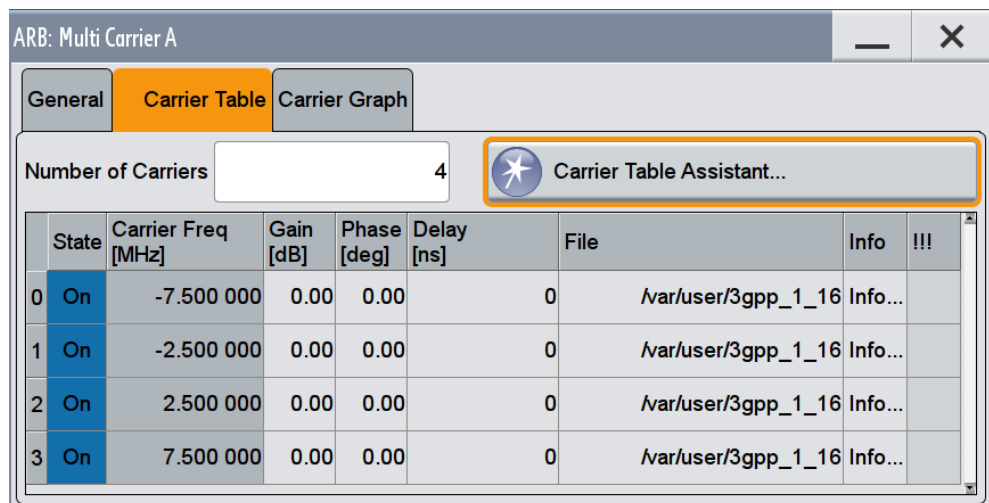 ARB: Multi Carrier A
General Carrier Table Carrier Graph
Number of Carriers 4 Carrier Table Assistant...
State Carrier Freq [MHz] Gain [dB] Phase [deg] Delay [ns] File Info !!!
0 On -7.500 000 0.00 0.00 0 /var/user/3gpp_1_16 Info...
1 On -2.500 000 0.00 0.00 0 /var/user/3gpp_1_16 Info...
2 On 2.500 000 0.00 0.00 0 /var/user/3gpp_1_16 Info...
3 On 7.500 000 0.00 0.00 0 /var/user/3gpp_1_16 Info...